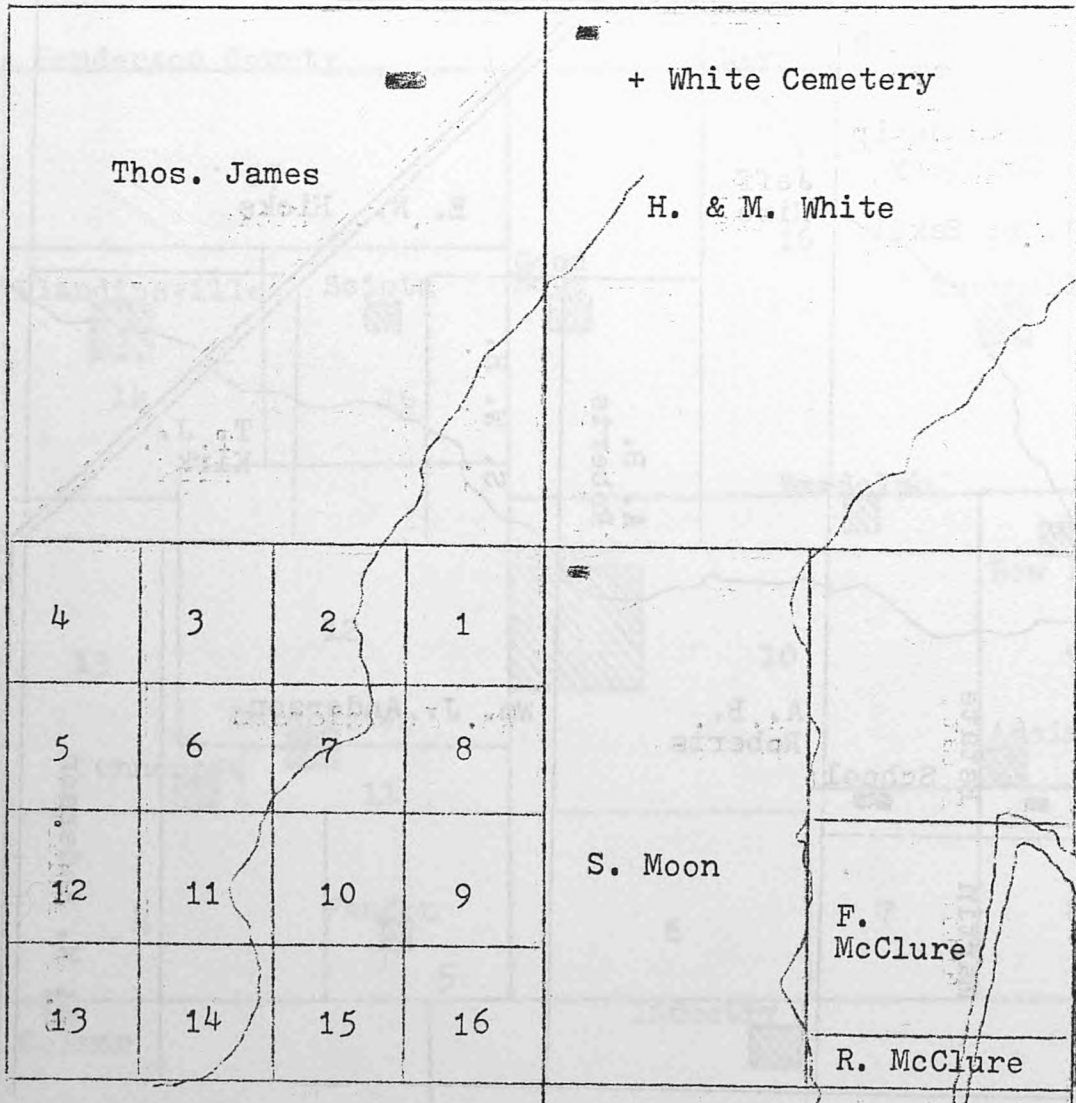 + White Cemetery
Thos. James
H. & M. White
4 3 2 1
5 6 7 8
12 11 10 9
13 14 15 16
S. Moon
F.
McClure
R. McClure